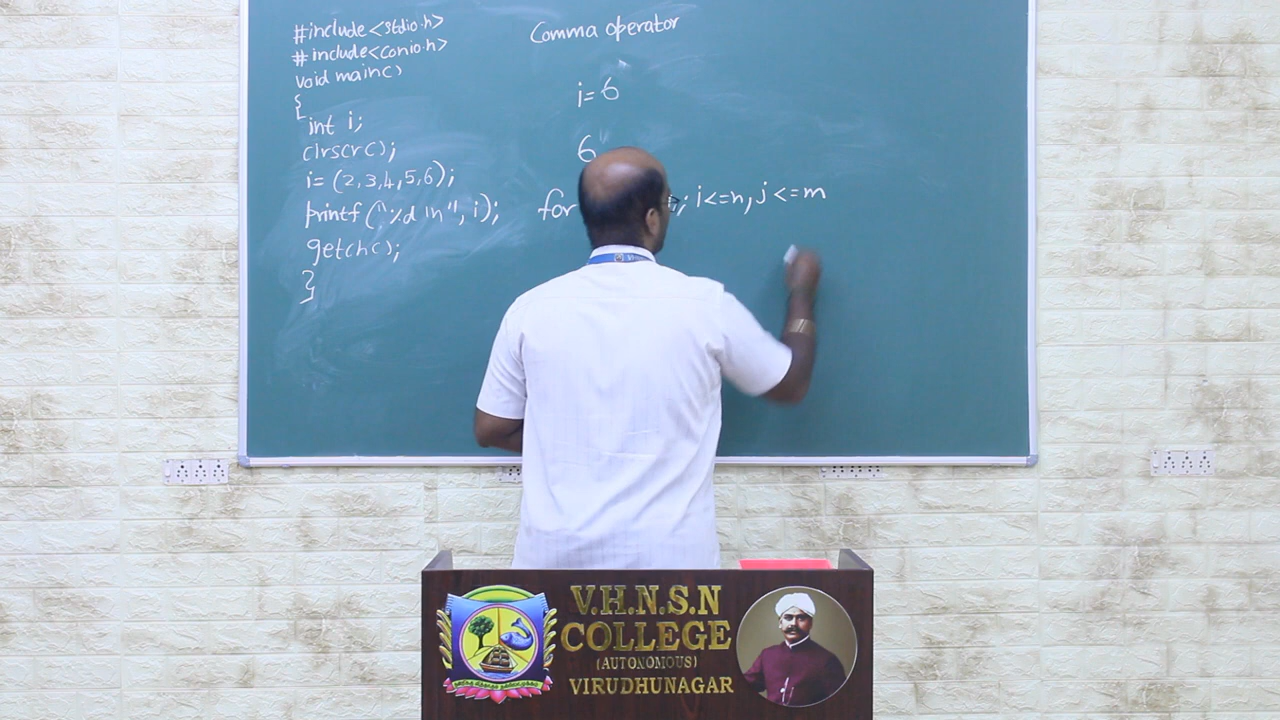 #include<stdio.h>
#include<conio.h>
void main()
{
int i;
clrscr();
i=(2,3,4,5,6);
printf("%d \n", i);
getch();
}
Comma operator
i=6
6
for ; i<=n, j<=m
V.H.N.S.N
COLLEGE
(AUTONOMOUS)
VIRUDHUNAGAR